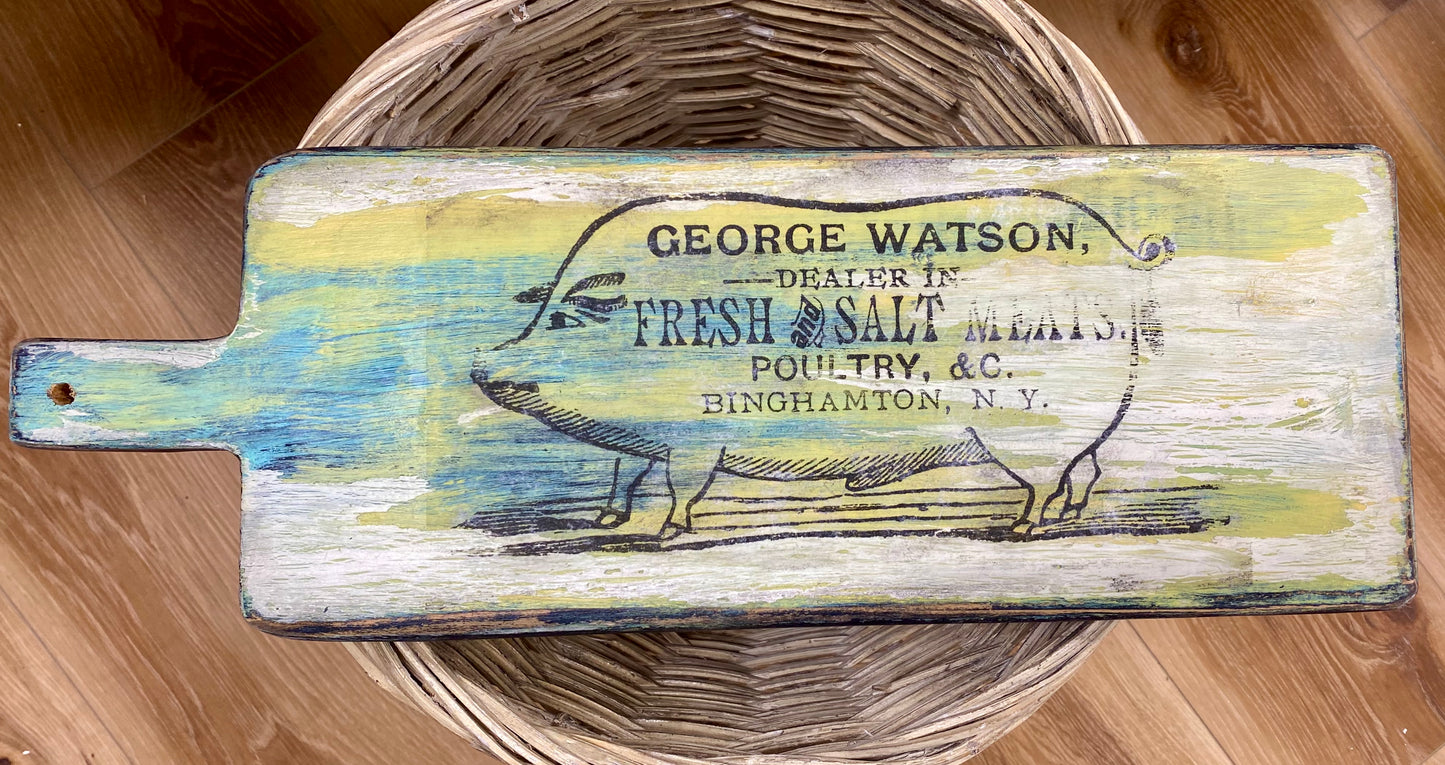 GEORGE WATSON,
DEALER IN
FRESH and SALT MEATS.
POULTRY, &C.
BINGHAMTON, N. Y.